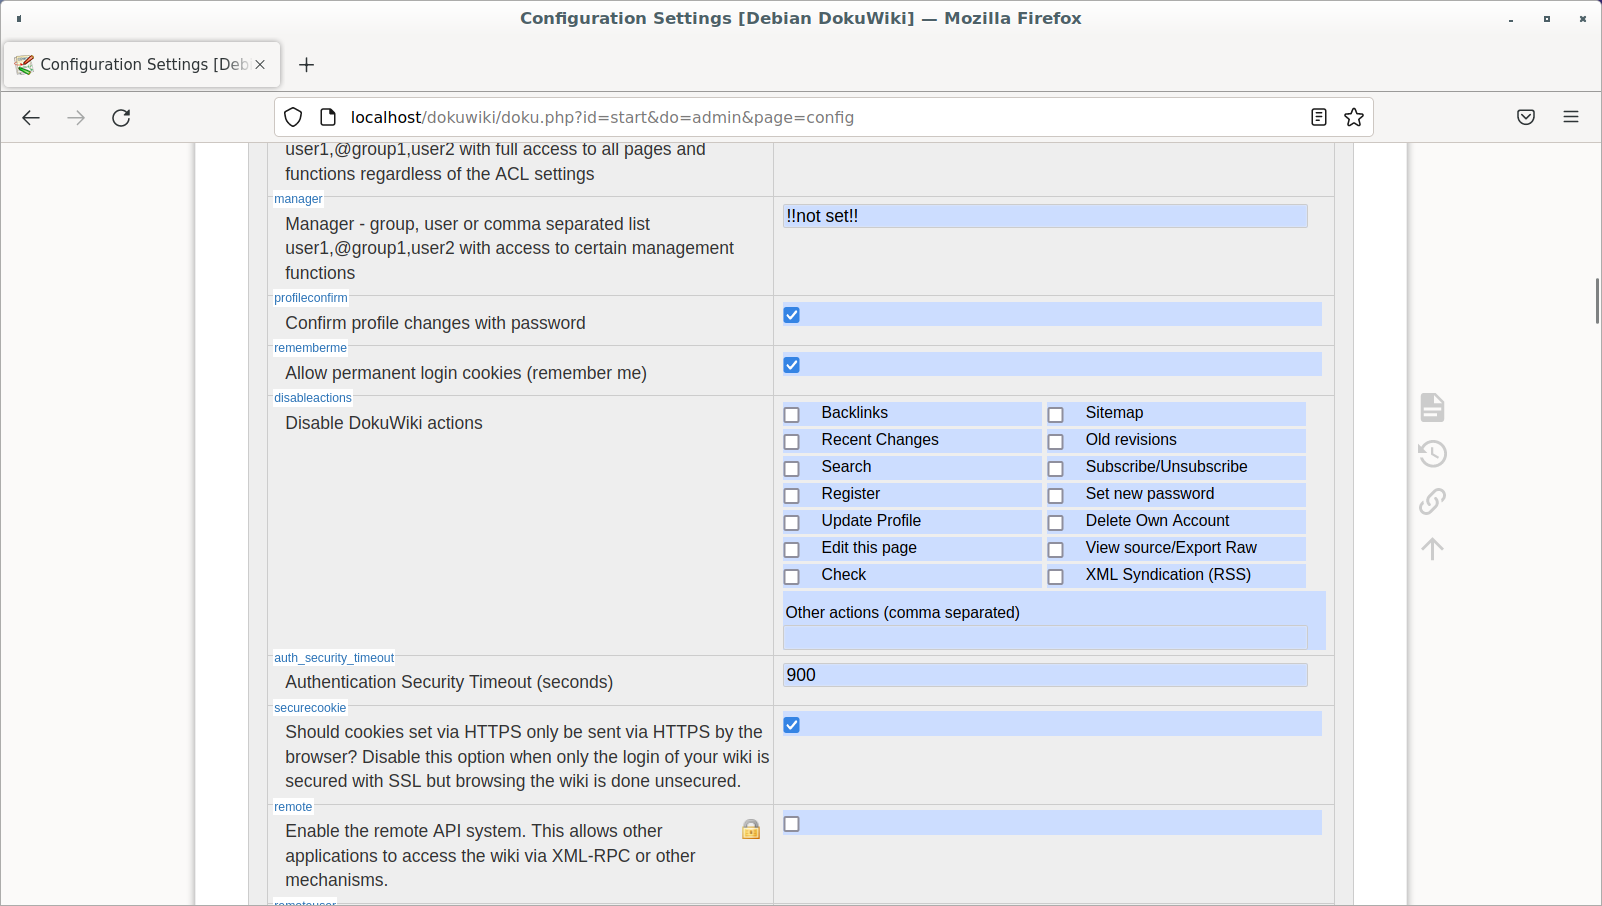 Configuration Settings [Debian DokuWiki] — Mozilla Firefox
Configuration Settings [Deb
localhost/dokuwiki/doku.php?id=start&do=admin&page=config
user1,@group1,user2 with full access to all pages and
functions regardless of the ACL settings
manager
Manager - group, user or comma separated list
user1,@group1,user2 with access to certain management
functions
!!not set!!
profileconfirm
Confirm profile changes with password
rememberme
Allow permanent login cookies (remember me)
disableactions
Disable DokuWiki actions
Backlinks
Sitemap
Recent Changes
Old revisions
Search
Subscribe/Unsubscribe
Register
Set new password
Update Profile
Delete Own Account
Edit this page
View source/Export Raw
Check
XML Syndication (RSS)
Other actions (comma separated)
auth_security_timeout
Authentication Security Timeout (seconds)
900
securecookie
Should cookies set via HTTPS only be sent via HTTPS by the
browser? Disable this option when only the login of your wiki is
secured with SSL but browsing the wiki is done unsecured.
remote
Enable the remote API system. This allows other
applications to access the wiki via XML-RPC or other
mechanisms.
remoteuser